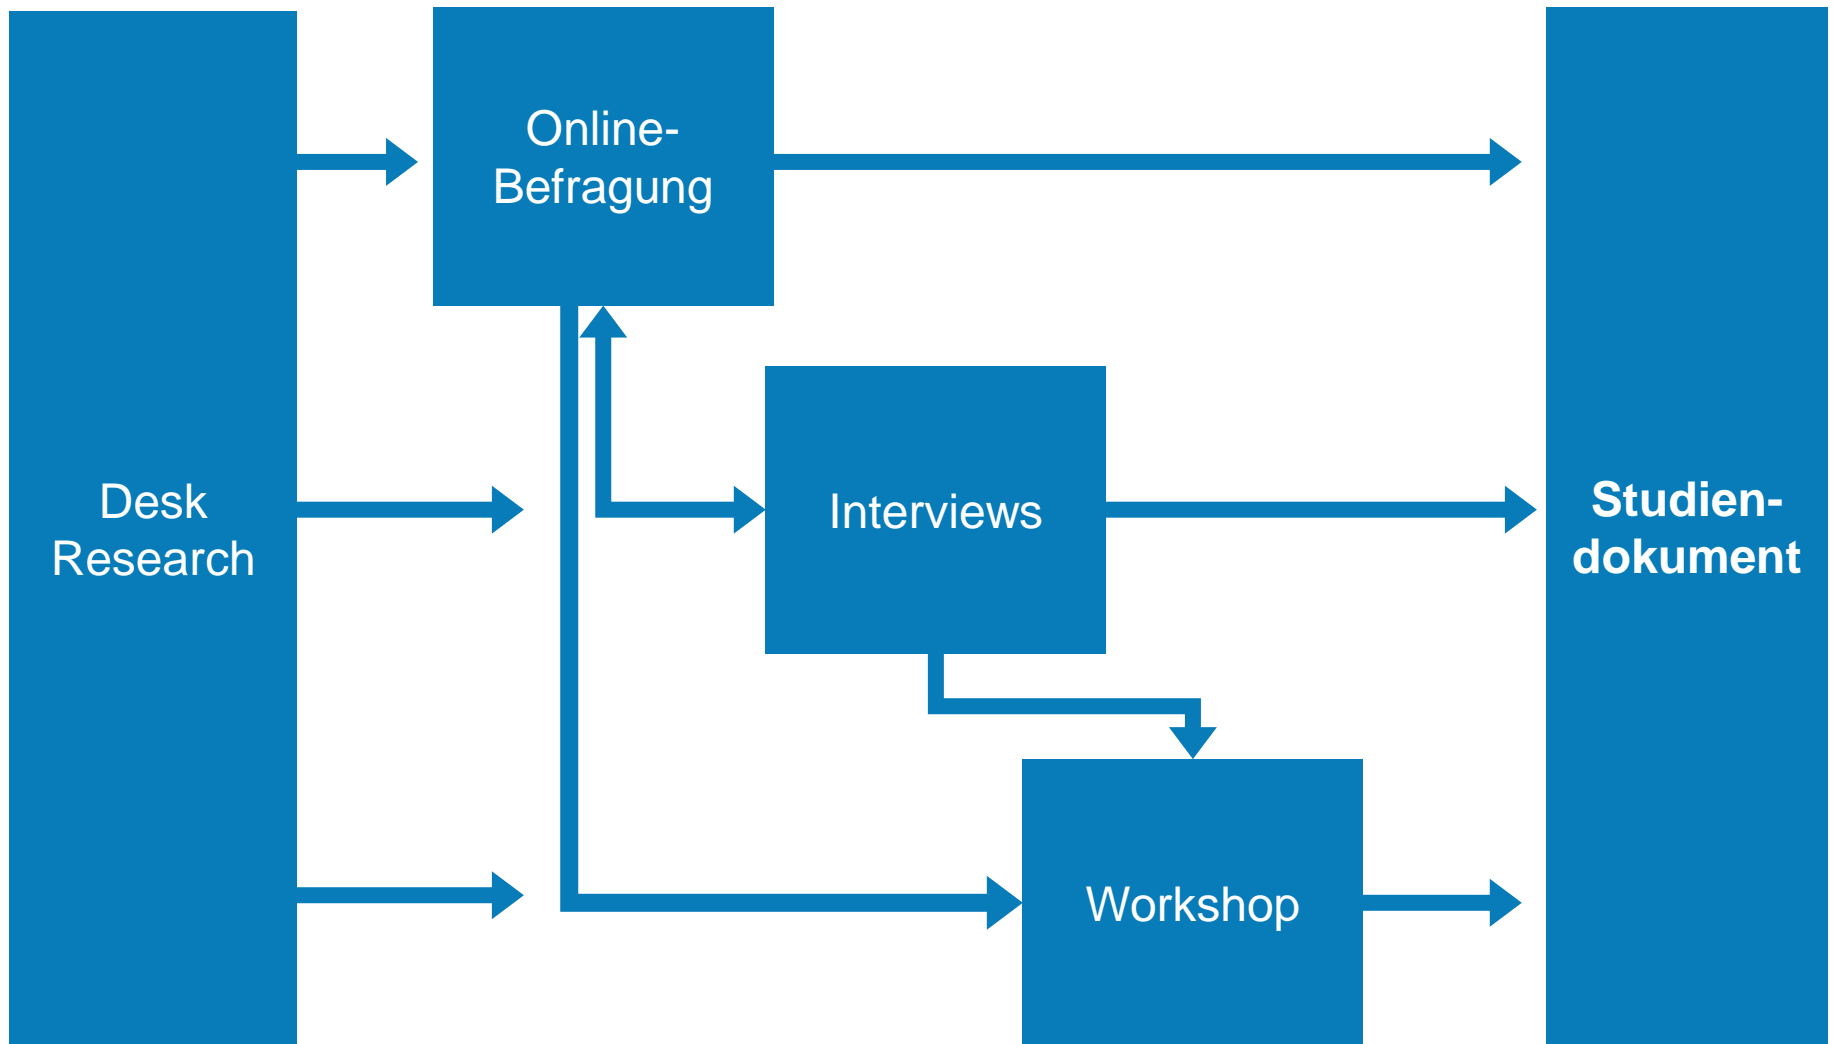 Desk
Research
Online-
Befragung
Interviews
Workshop
Studien-
dokument